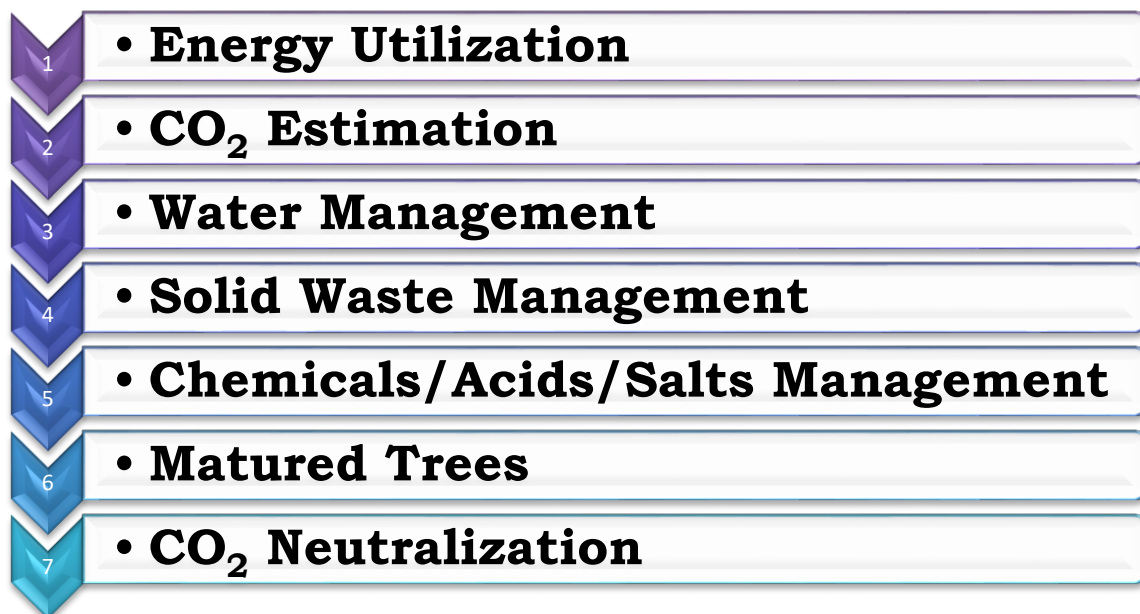 1 • Energy Utilization
2 • CO₂ Estimation
3 • Water Management
4 • Solid Waste Management
5 • Chemicals/Acids/Salts Management
6 • Matured Trees
7 • CO₂ Neutralization